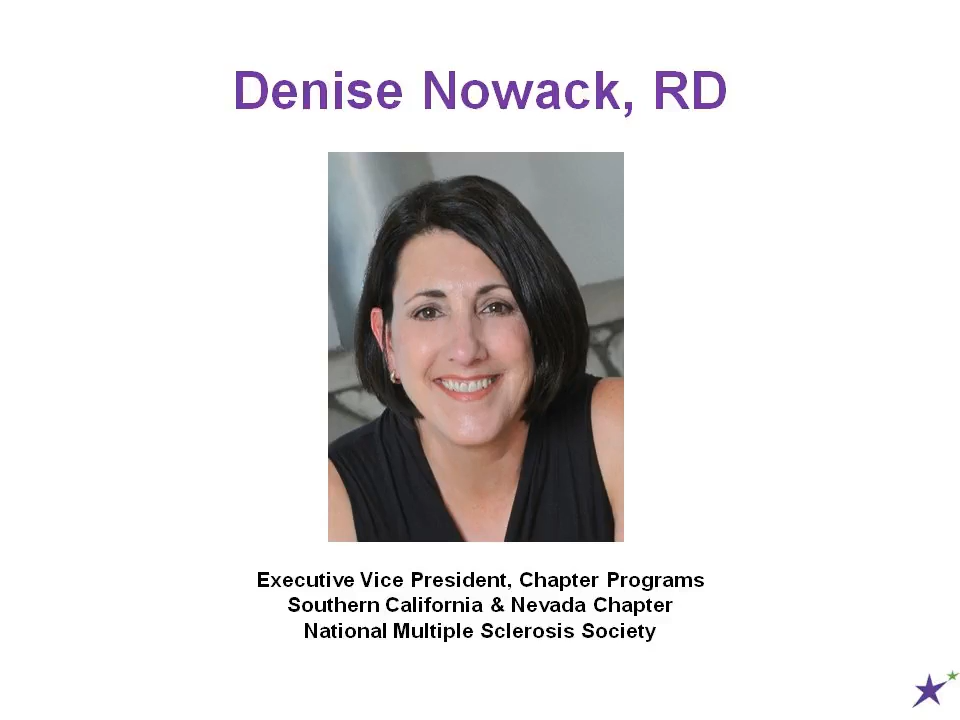 Denise Nowack, RD
Executive Vice President, Chapter Programs
Southern California & Nevada Chapter
National Multiple Sclerosis Society